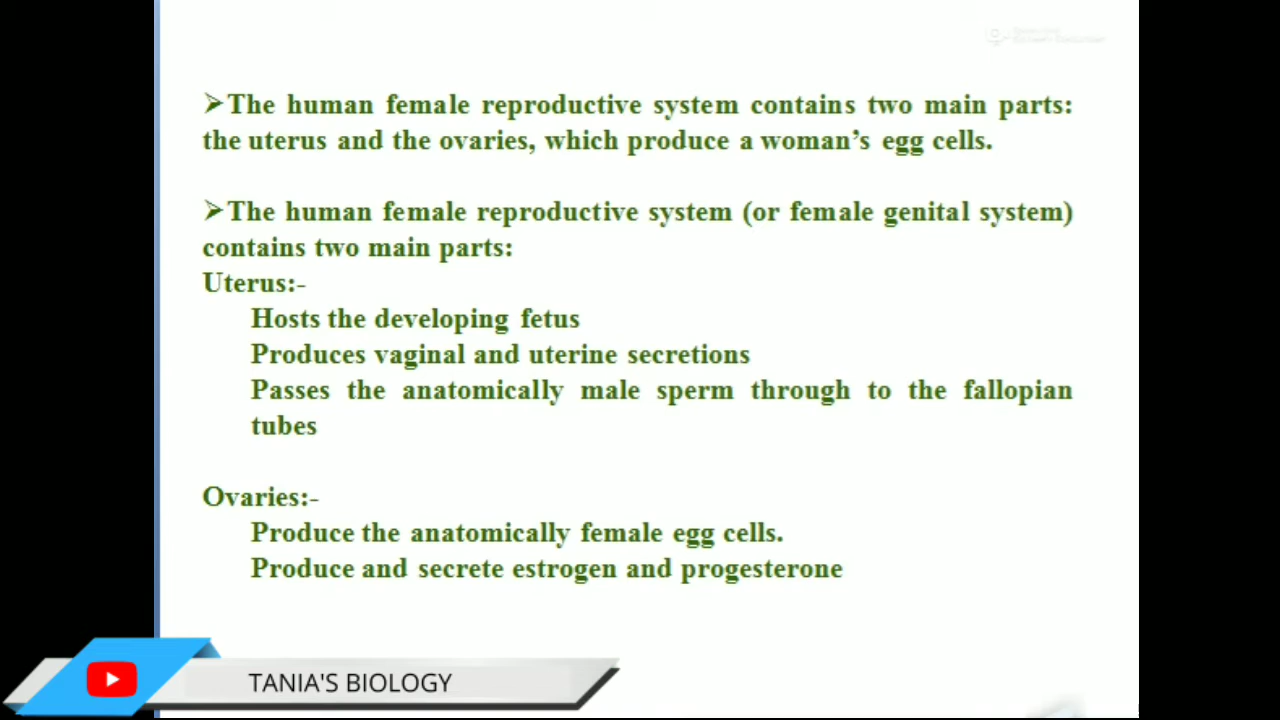 ➢The human female reproductive system contains two main parts:
the uterus and the ovaries, which produce a woman’s egg cells.
➢The human female reproductive system (or female genital system)
contains two main parts:
Uterus:-
Hosts the developing fetus
Produces vaginal and uterine secretions
Passes the anatomically male sperm through to the fallopian
tubes
Ovaries:-
Produce the anatomically female egg cells.
Produce and secrete estrogen and progesterone
TANIA'S BIOLOGY